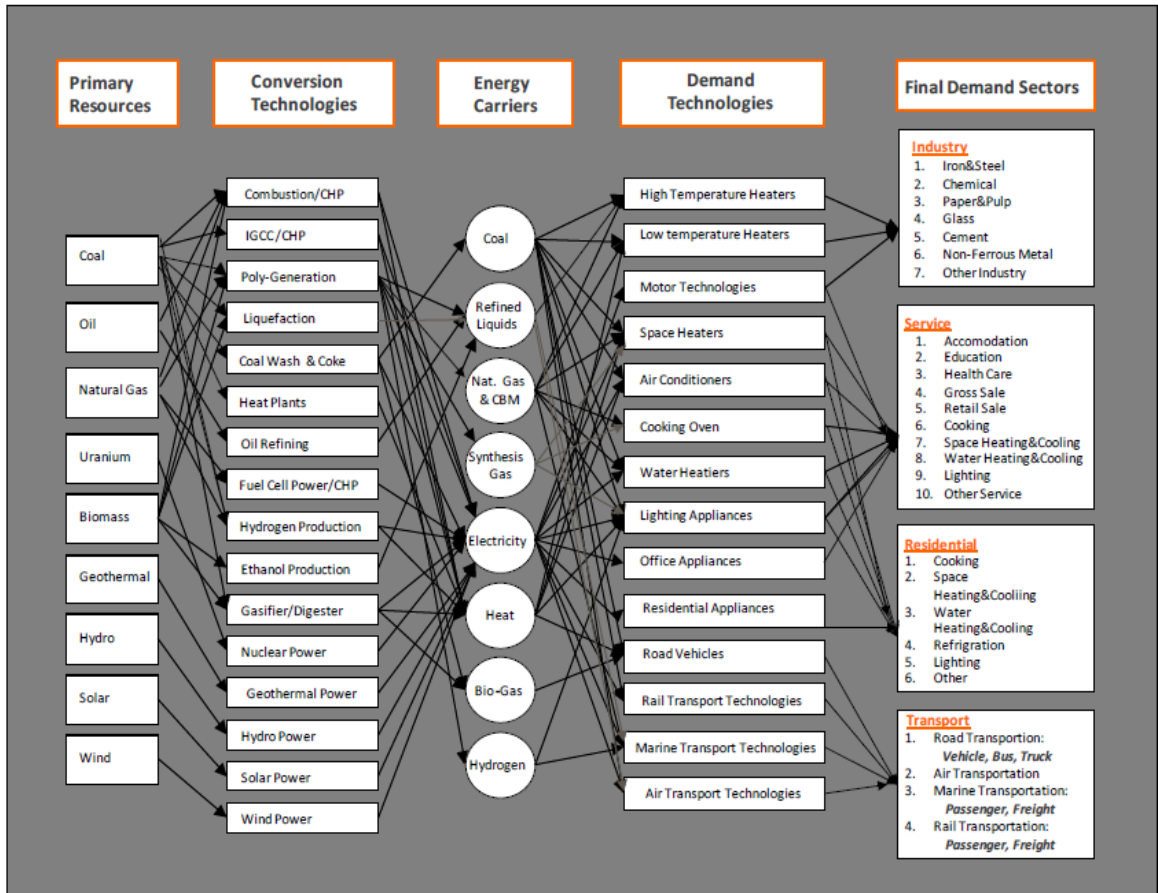 Primary
Resources
Conversion
Technologies
Energy
Carriers
Demand
Technologies
Final Demand Sectors
Coal
Oil
Natural Gas
Uranium
Biomass
Geothermal
Hydro
Solar
Wind
Combustion/CHP
IGCC/CHP
Poly-Generation
Liquefaction
Coal Wash & Coke
Heat Plants
Oil Refining
Fuel Cell Power/CHP
Hydrogen Production
Ethanol Production
Gasifier/Digester
Nuclear Power
Geothermal Power
Hydro Power
Solar Power
Wind Power
Coal
Refined
Liquids
Nat. Gas
& CBM
Synthesis
Gas
Electricity
Heat
Bio-Gas
Hydrogen
High Temperature Heaters
Low temperature Heaters
Motor Technologies
Space Heaters
Air Conditioners
Cooking Oven
Water Heatiers
Lighting Appliances
Office Appliances
Residential Appliances
Road Vehicles
Rail Transport Technologies
Marine Transport Technologies
Air Transport Technologies
Industry
1. Iron&Steel
2. Chemical
3. Paper&Pulp
4. Glass
5. Cement
6. Non-Ferrous Metal
7. Other Industry
Service
1. Accomodation
2. Education
3. Health Care
4. Gross Sale
5. Retail Sale
6. Cooking
7. Space Heating&Cooling
8. Water Heating&Cooling
9. Lighting
10. Other Service
Residential
1. Cooking
2. Space
Heating&Cooliing
3. Water
Heating&Cooling
4. Refrigration
5. Lighting
6. Other
Transport
1. Road Transportion:
Vehicle, Bus, Truck
2. Air Transportation
3. Marine Transportation:
Passenger, Freight
4. Rail Transportation:
Passenger, Freight